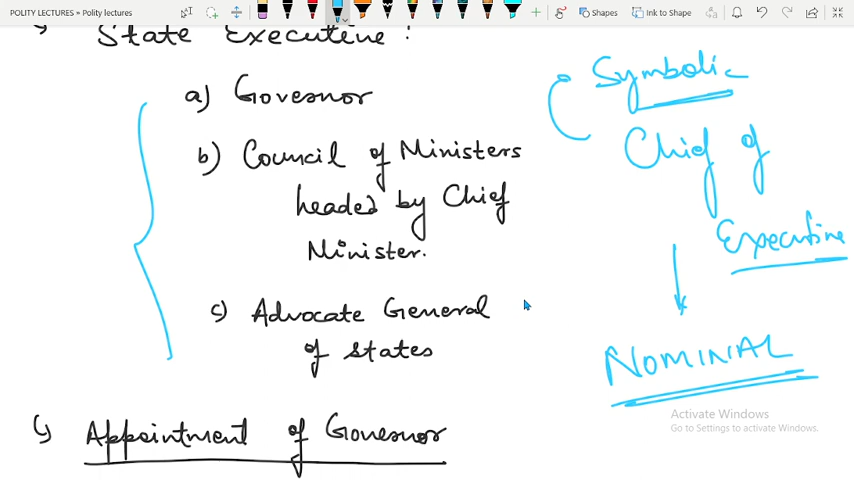 POLITY LECTURES » Polity lectures
Shapes
Ink to Shape
State Executive :
a) Governor
b) Council of Ministers
headed by Chief
Minister.
c) Advocate General
of states
Symbolic
Chief of
Executive
NOMINAL
Activate Windows
Go to Settings to activate Windows.
Appointment of Governor